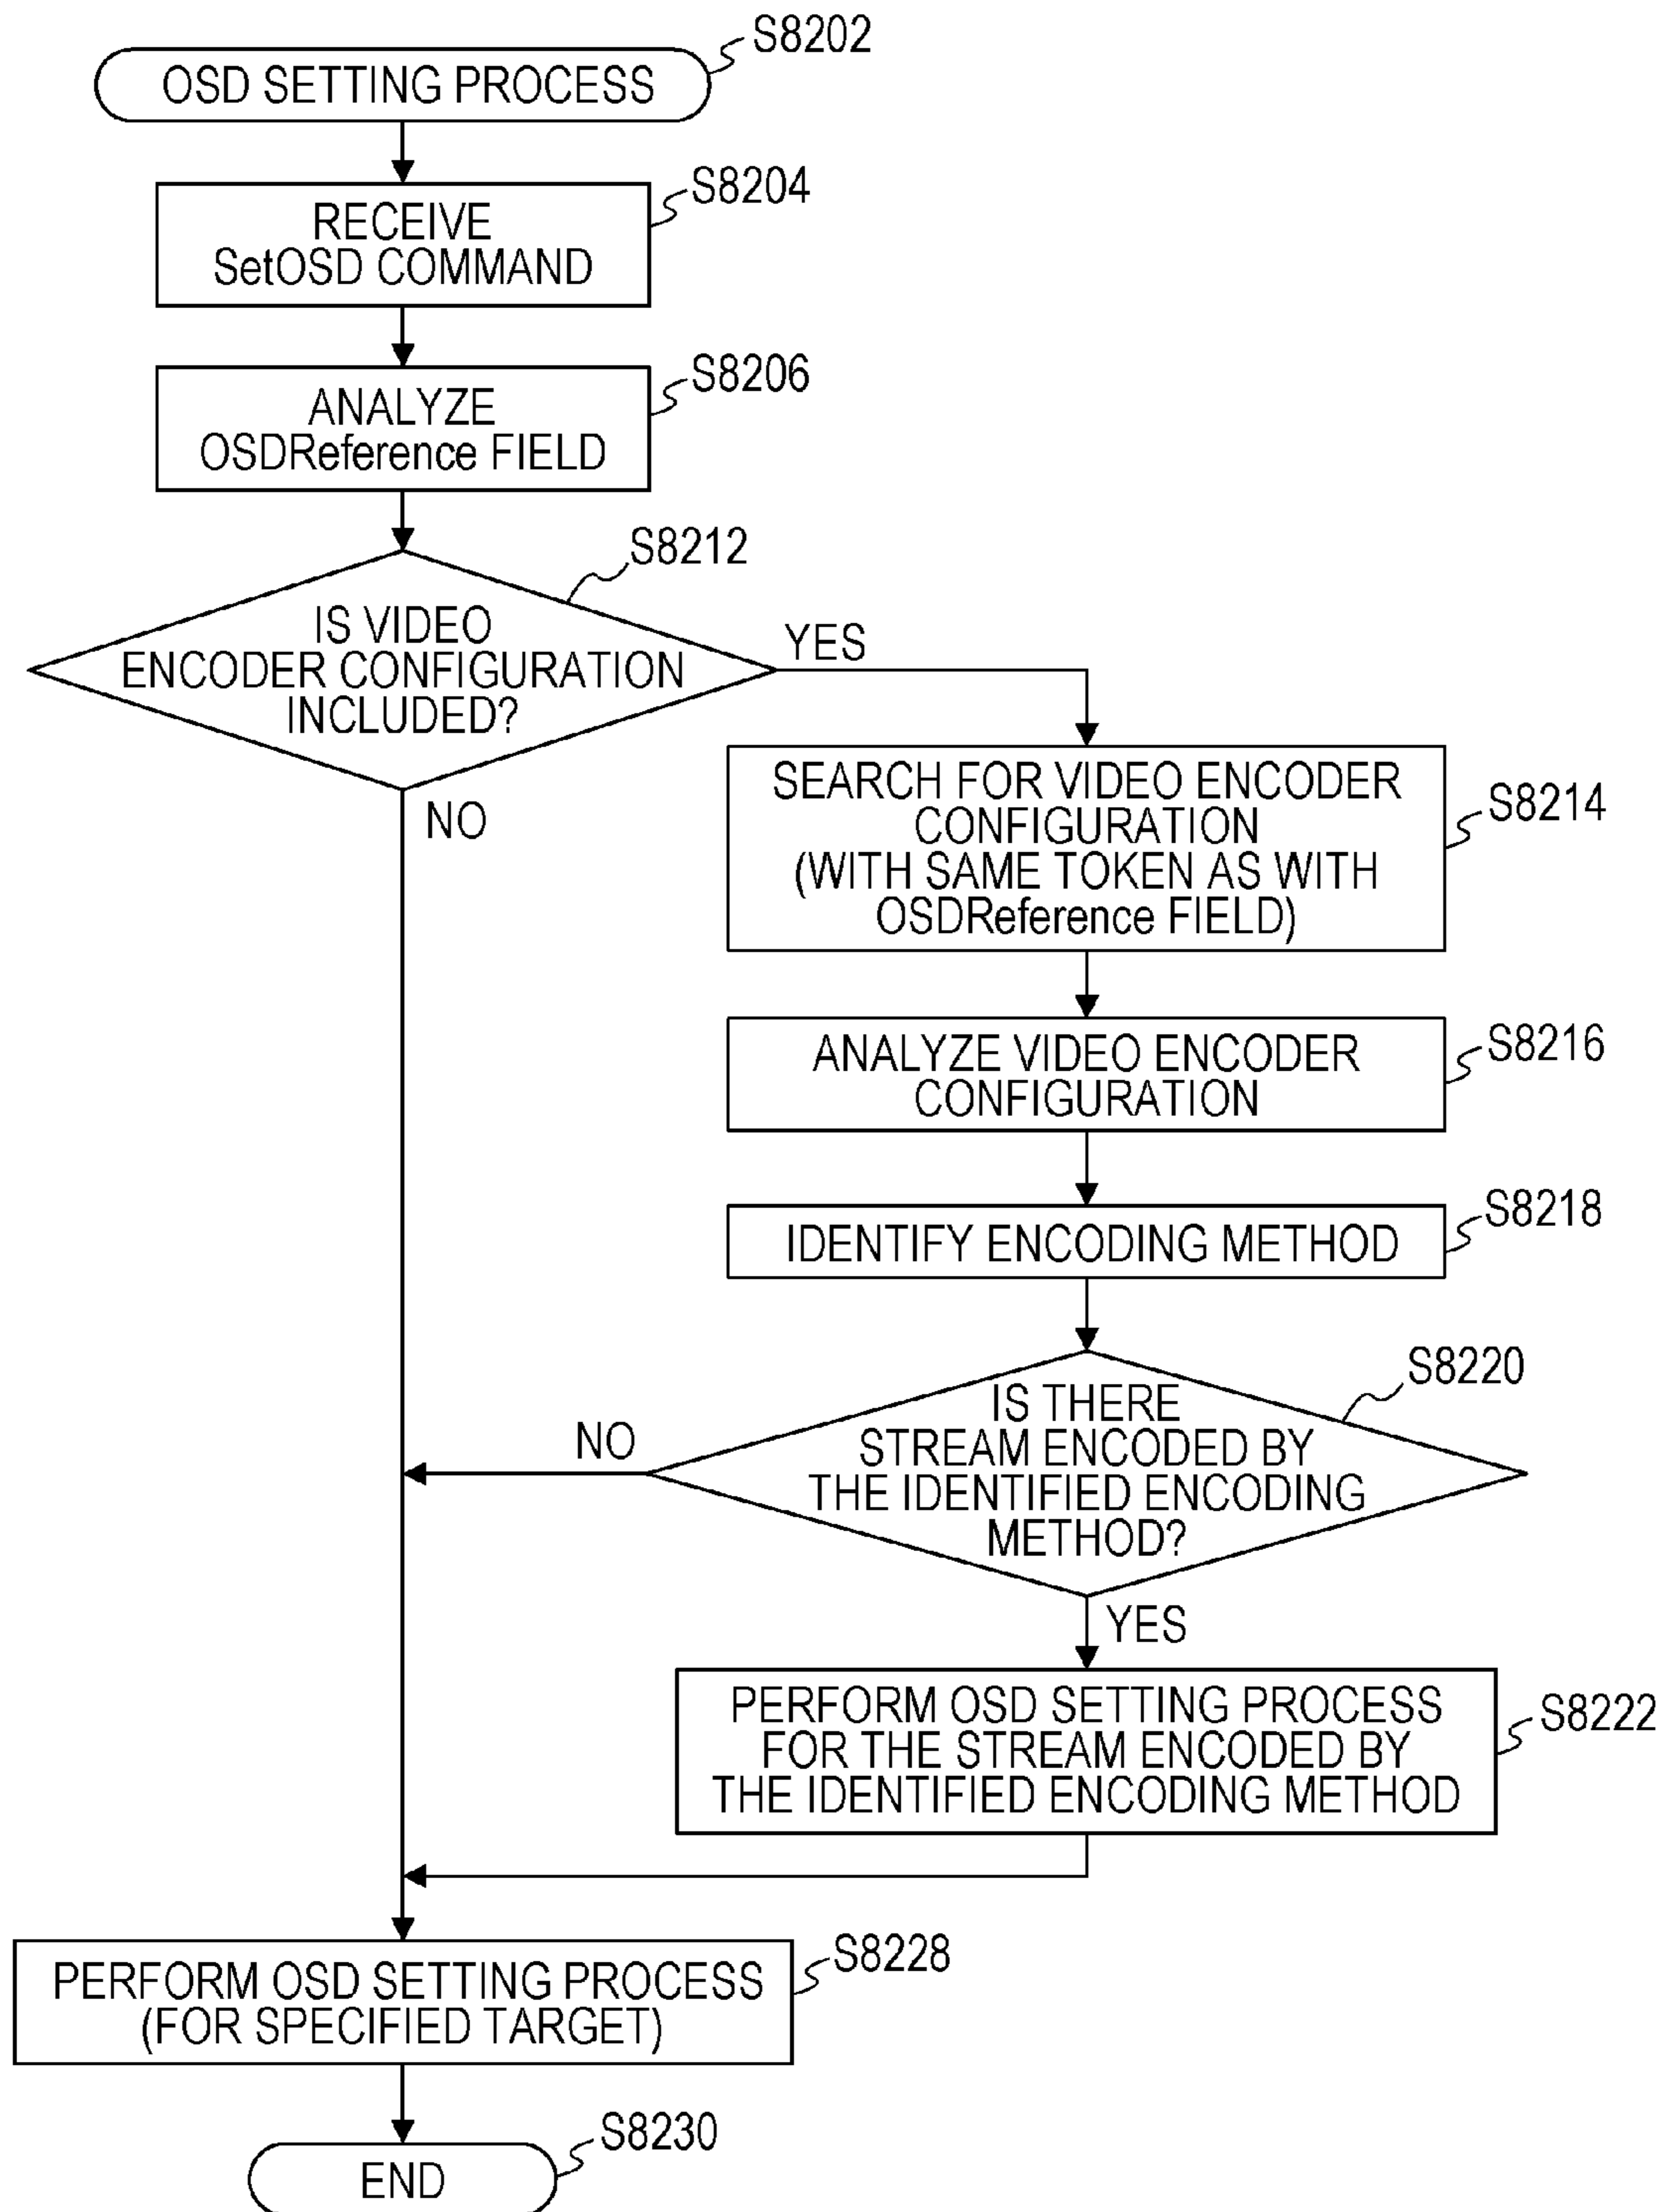 S8202
OSD SETTING PROCESS
S8204
RECEIVE
SetOSD COMMAND
S8206
ANALYZE
OSDReference FIELD
S8212
IS VIDEO
ENCODER CONFIGURATION
INCLUDED?
YES
NO
SEARCH FOR VIDEO ENCODER
CONFIGURATION
(WITH SAME TOKEN AS WITH
OSDReference FIELD)
S8214
ANALYZE VIDEO ENCODER
CONFIGURATION
S8216
IDENTIFY ENCODING METHOD
S8218
S8220
IS THERE
STREAM ENCODED BY
THE IDENTIFIED ENCODING
METHOD?
NO
YES
PERFORM OSD SETTING PROCESS
FOR THE STREAM ENCODED BY
THE IDENTIFIED ENCODING METHOD
S8222
S8228
PERFORM OSD SETTING PROCESS
(FOR SPECIFIED TARGET)
S8230
END